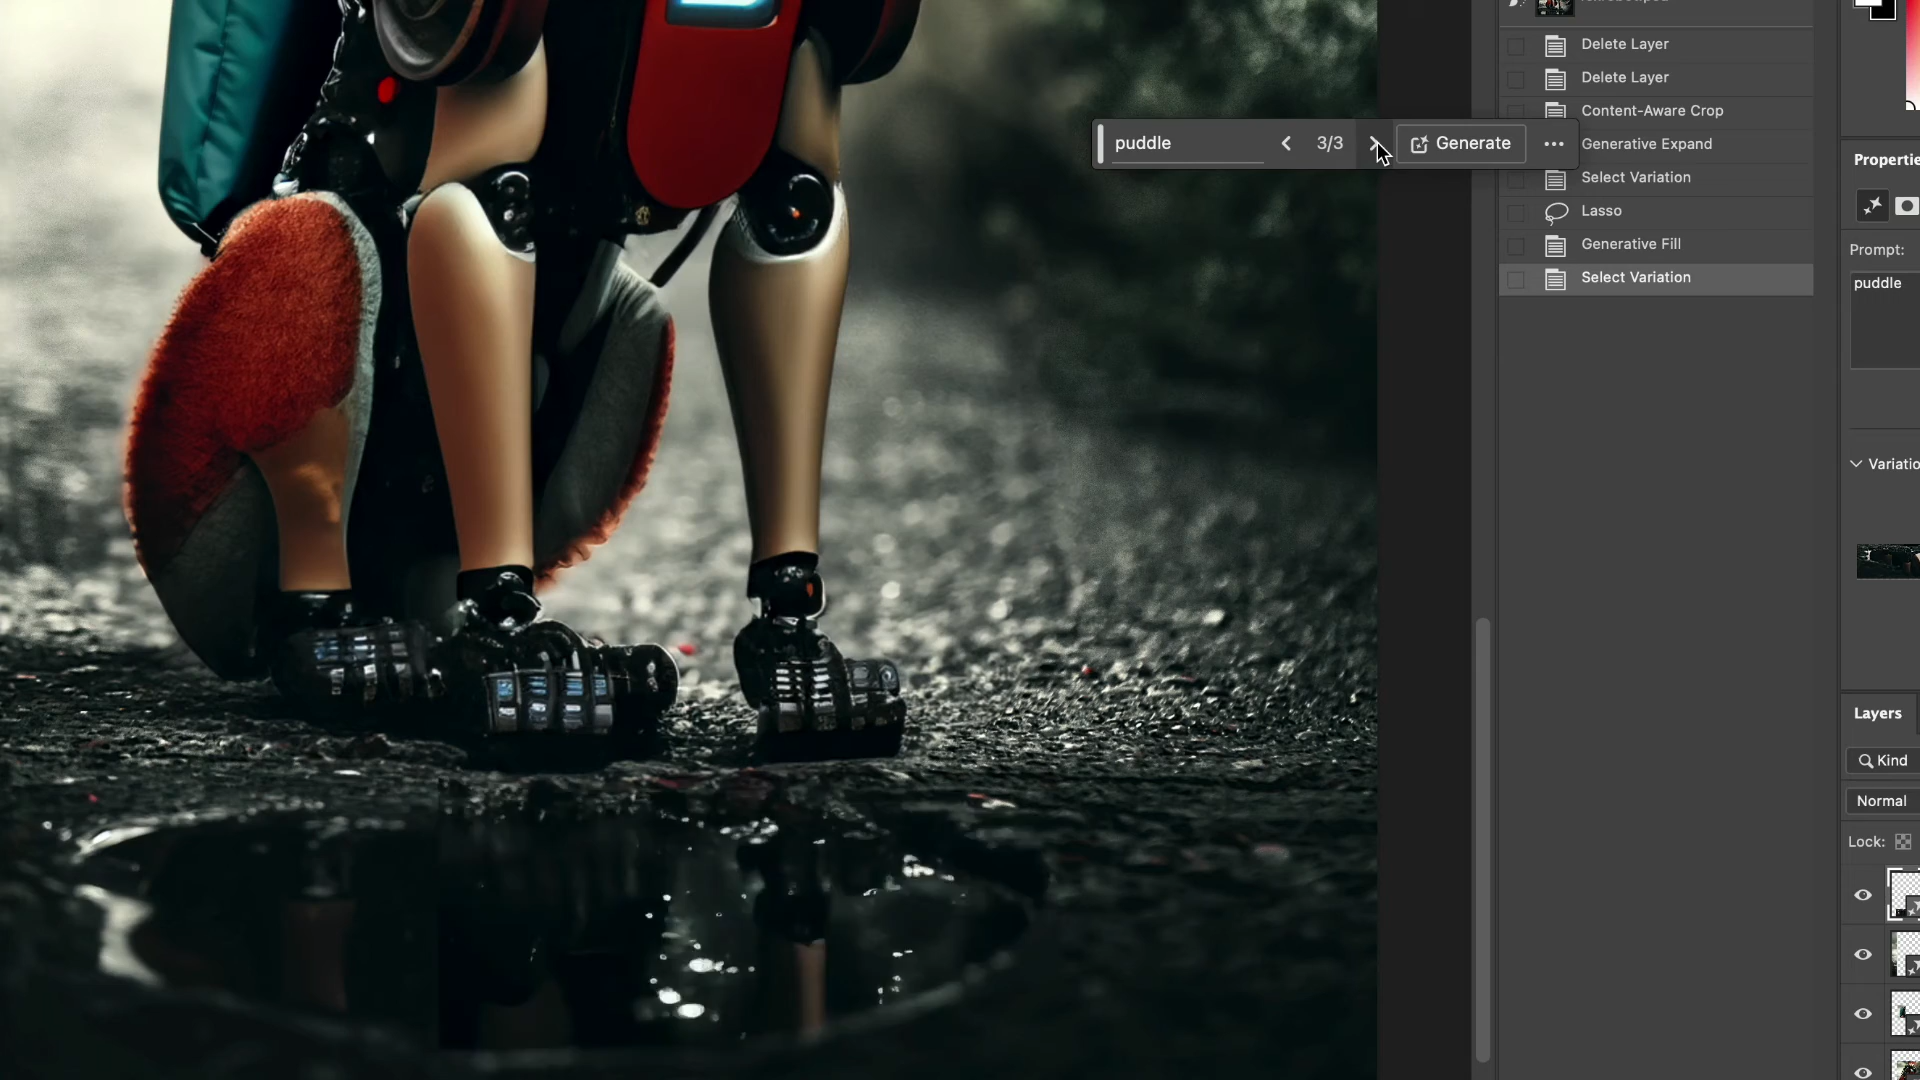 Delete Layer
Delete Layer
Content-Aware Crop
puddle
3/3
Generate
Generative Expand
Select Variation
Lasso
Generative Fill
Select Variation
Propertie
Prompt:
puddle
Variatio
Layers
Kind
Normal
Lock: